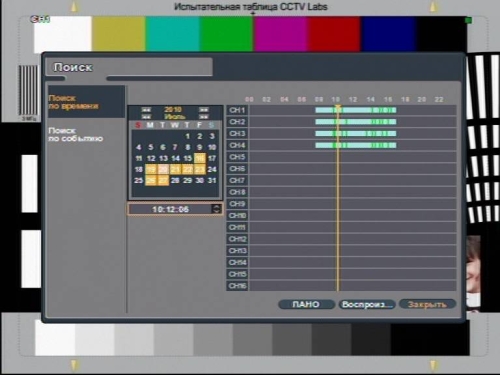 Испытательная таблица CCTV Labs
CH3
Поиск
Поиск
по времени
Поиск
по событию
2010
Июль
S M T W T F S
1 2 3
4 5 6 7 8 9 10
11 12 13 14 15 16 17
18 19 20 21 22 23 24
25 26 27 28 29 30 31
10:12:06
00 02 04 06 08 10 12 14 16 18 20 22
CH1
CH2
CH3
CH4
CH5
CH6
CH7
CH8
CH9
CH10
CH11
CH12
CH13
CH14
CH15
CH16
ПАНО Воспроиз... Закрыть